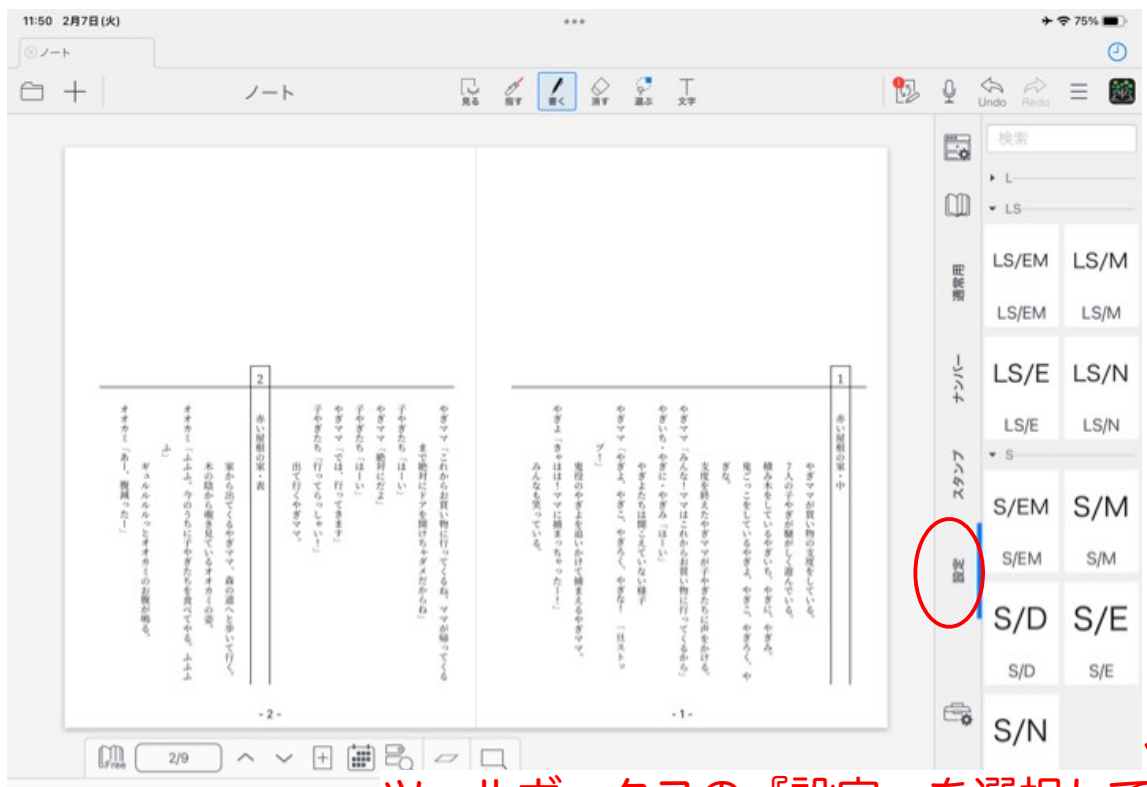 11:50 2月7日(火)
75%
ノート
ノート
見る 指す 書く 消す 選ぶ 文字
Undo Redo
検索
L
LS
LS/EM LS/M
LS/EM LS/M
LS/E LS/N
LS/E LS/N
S
S/EM S/M
S/EM S/M
S/D S/E
S/D S/E
S/N
通常用
ナンバー
スタンプ
設定
1
赤い屋根の家・中
やぎママが買い物の支度をしている。
7人の子やぎが騒がしく遊んでいる。
積み木をしているやぎいち、やぎに、やぎみ。
鬼ごっこをしているやぎよ、やぎご、やぎろく、や
ぎな。
支度を終えたやぎママが子やぎたちに声をかける。
やぎママ「みんな!ママはこれからお買い物に行ってくるから」
やぎいち・やぎに・やぎみ「はーい」
やぎよたちは聞こえていない様子
やぎママ「やぎよ、やぎご、やぎろく、やぎな! 一旦ストッ
プ!」
鬼役のやぎよを追いかけて捕まえるやぎママ。
やぎよ「きゃはは!ママに捕まっちゃったー!」
みんなも笑っている。
- 1 -
やぎママ「これからお買い物に行ってくるね。ママが帰ってくる
まで絶対にドアを開けちゃダメだからね」
子やぎたち「はーい」
やぎママ「絶対にだよ」
子やぎたち「はーい」
やぎママ「では、行ってきます」
子やぎたち「行ってらっしゃい!」
出て行くやぎママ。
2
赤い屋根の家・表
家から出てくるやぎママ、森の道へと歩いて行く。
木の陰から覗き見ているオオカミの姿。
オオカミ「ふふふ、今のうちに子やぎたちを食べてやる。ふふふ
ふ」
ギュルルルルっとオオカミのお腹が鳴る。
オオカミ「あー、腹減ったー」
- 2 -
Free
2/9